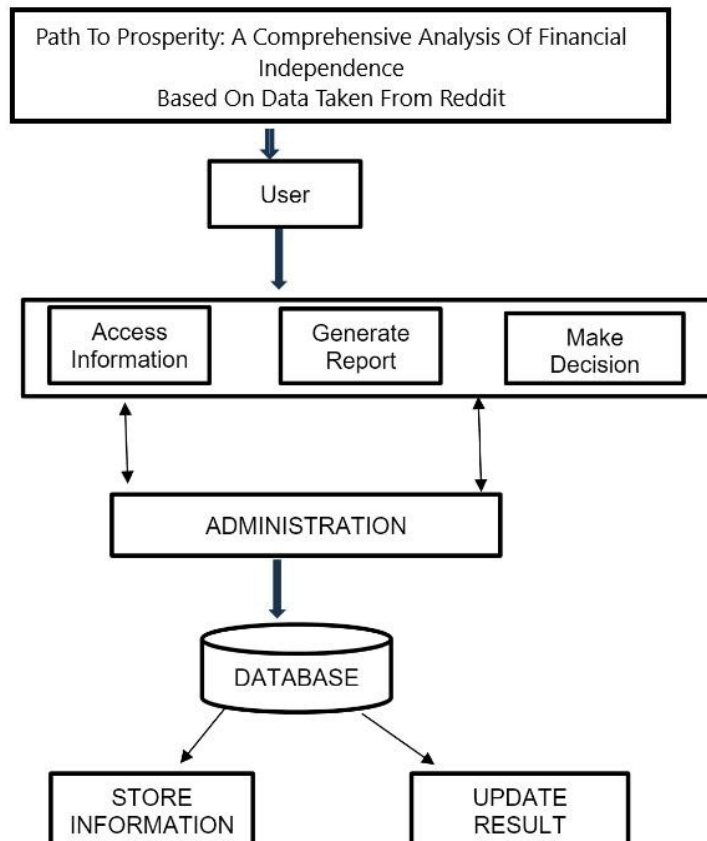 Path To Prosperity: A Comprehensive Analysis Of Financial
Independence
Based On Data Taken From Reddit
User
Access
Information
Generate
Report
Make
Decision
ADMINISTRATION
DATABASE
STORE
INFORMATION
UPDATE
RESULT